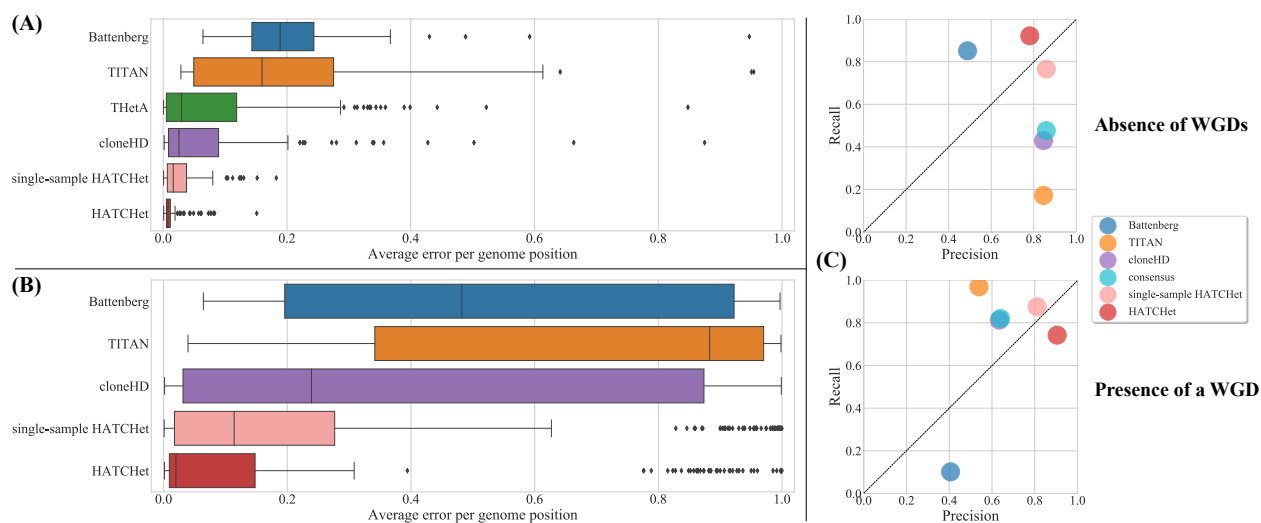 (A)
Battenberg
TITAN
THetA
cloneHD
single-sample HATCHet
HATCHet
0.0 0.2 0.4 0.6 0.8 1.0
Average error per genome position
(B)
Battenberg
TITAN
cloneHD
single-sample HATCHet
HATCHet
0.0 0.2 0.4 0.6 0.8 1.0
Average error per genome position
1.0
0.8
0.6
0.4
0.2
0.0
Recall
0.0 0.2 0.4 0.6 0.8 1.0
Precision
Absence of WGDs
(C)
1.0
0.8
0.6
0.4
0.2
0.0
Recall
0.0 0.2 0.4 0.6 0.8 1.0
Precision
Battenberg
TITAN
cloneHD
consensus
single-sample HATCHet
HATCHet
Presence of a WGD